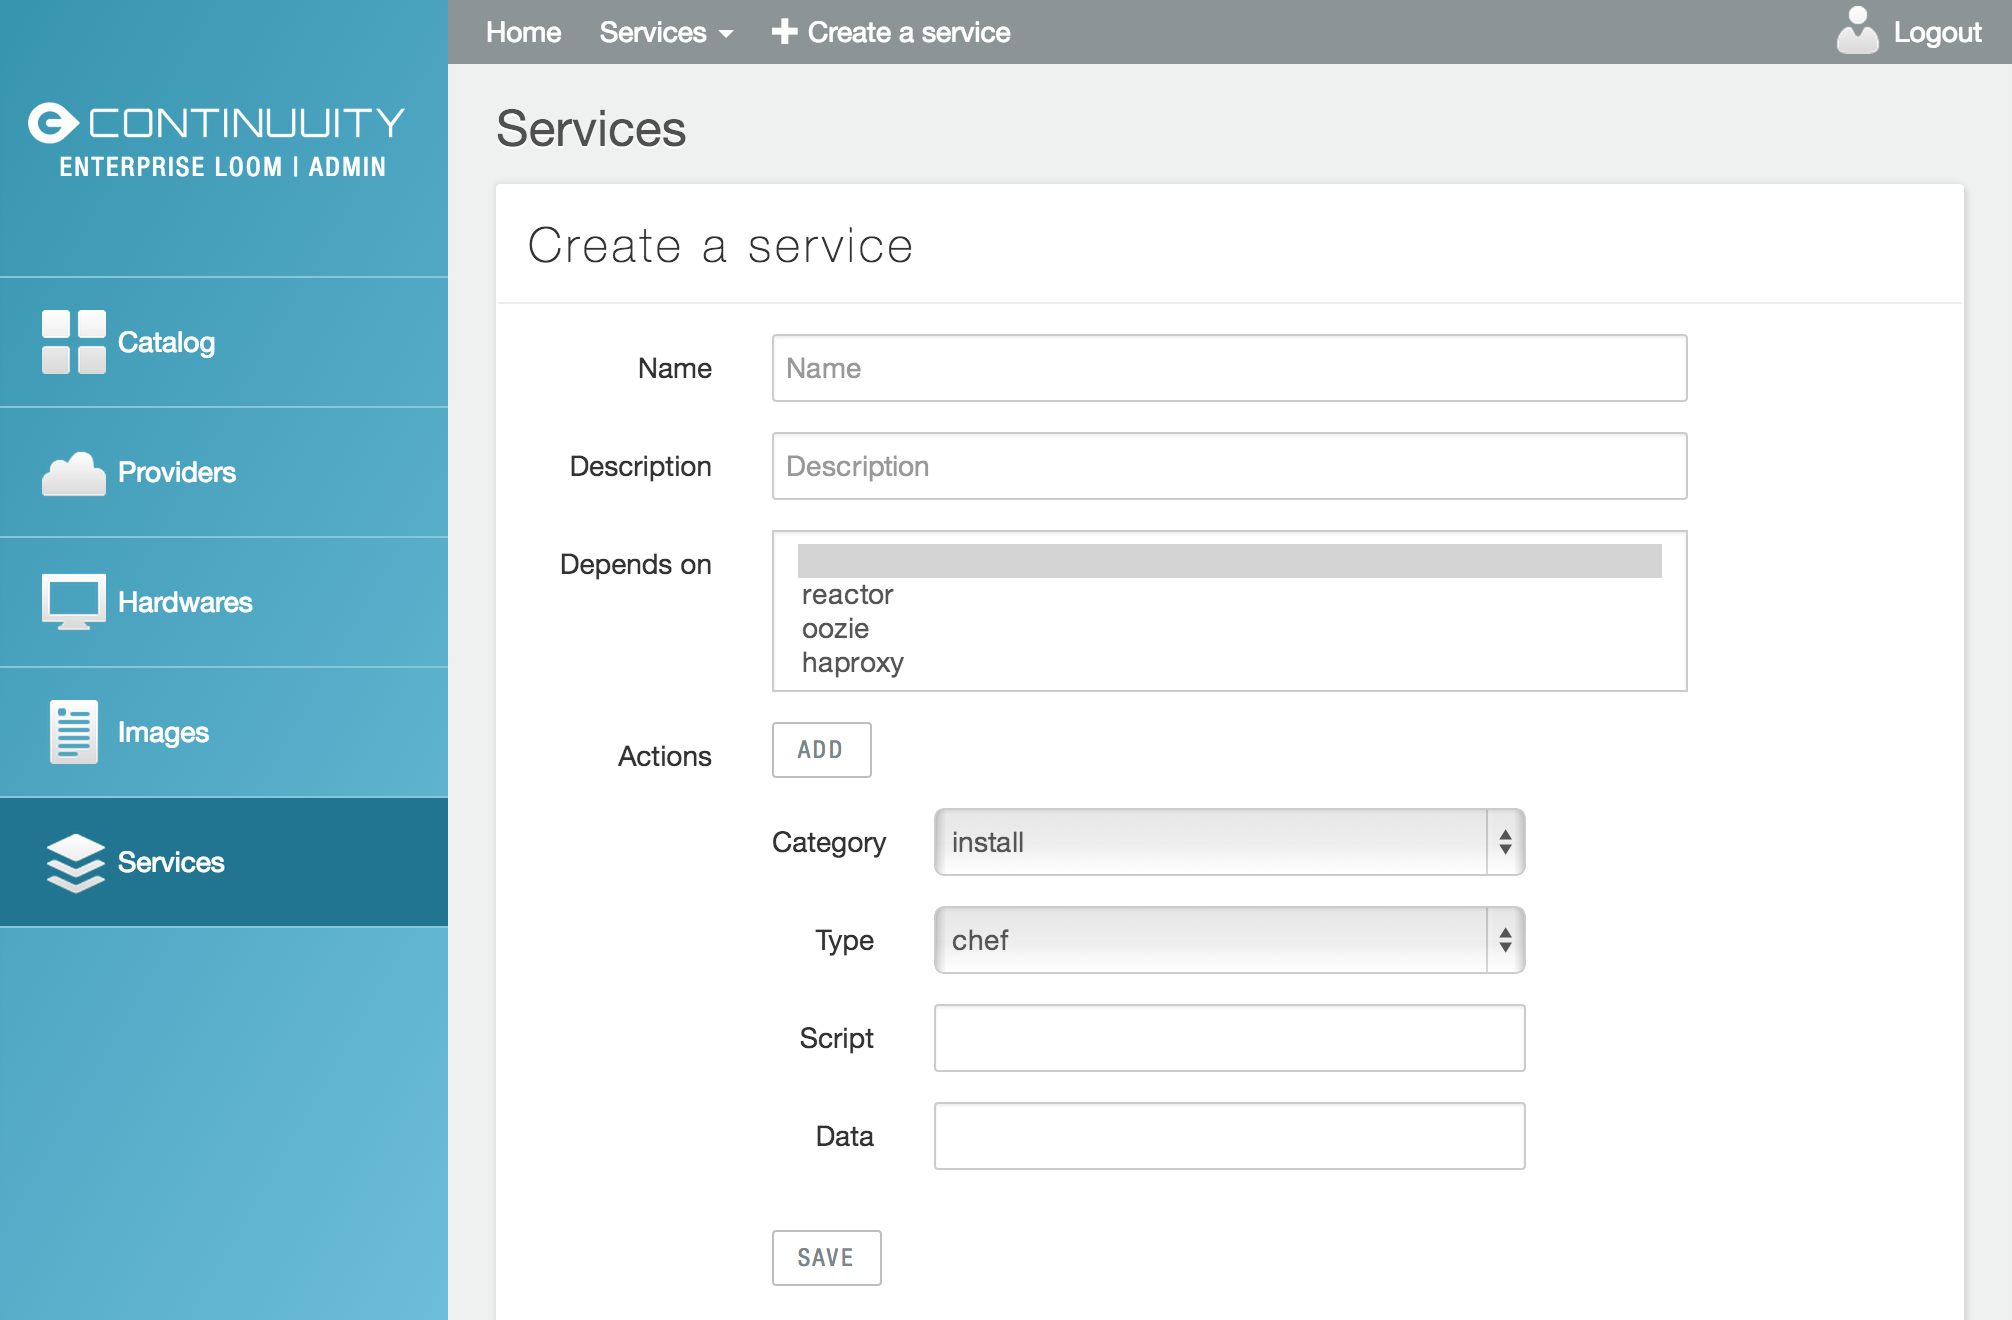 Home Services Create a service Logout
CONTINUUITY
ENTERPRISE LOOM | ADMIN
Catalog
Providers
Hardwares
Images
Services
Services
Create a service
Name Name
Description Description
Depends on
reactor
oozie
haproxy
Actions ADD
Category install
Type chef
Script
Data
SAVE